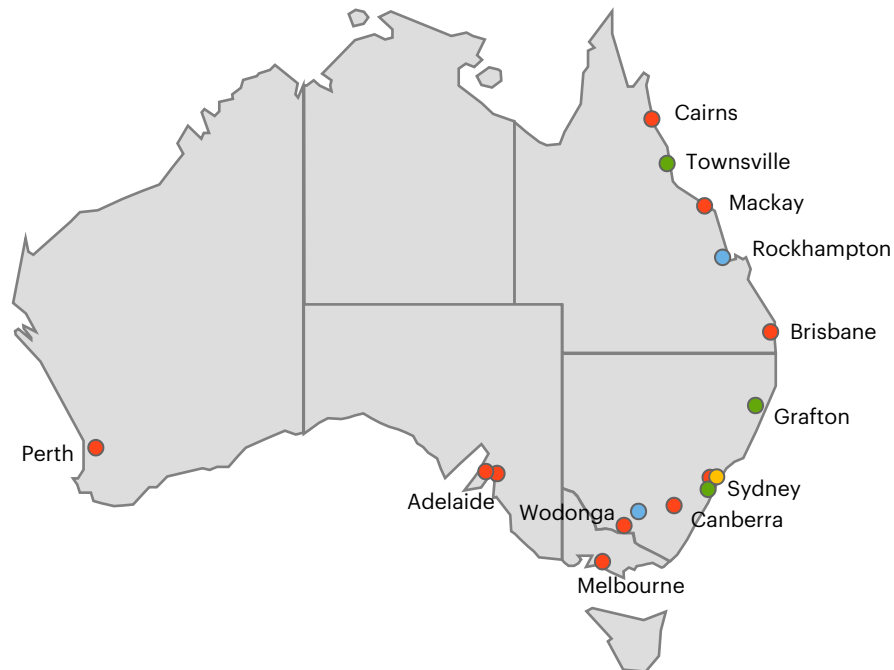 Cairns
Townsville
Mackay
Rockhampton
Brisbane
Grafton
Perth
Adelaide
Sydney
Wodonga
Canberra
Melbourne